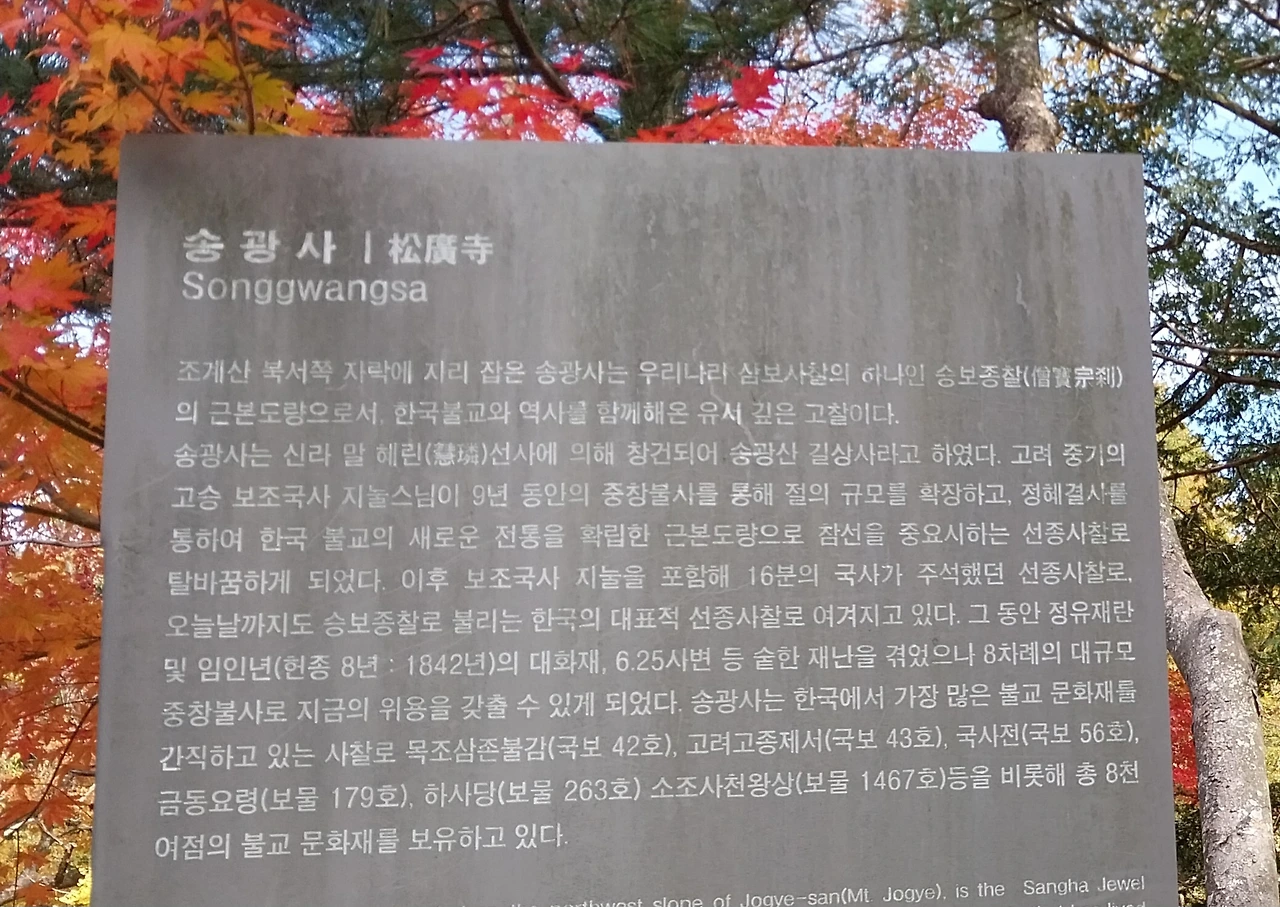 송광사 | 松廣寺
Songgwangsa
조계산 북서쪽 자락에 자리 잡은 송광사는 우리나라 삼보사찰의 하나인 승보종찰(僧寶宗刹)
의 근본도량으로서, 한국불교와 역사를 함께해온 유서 깊은 고찰이다.
송광사는 신라 말 혜린(慧璘)선사에 의해 창건되어 송광산 길상사라고 하였다. 고려 중기의
고승 보조국사 지눌스님이 9년 동안의 중창불사를 통해 절의 규모를 확장하고, 정혜결사를
통하여 한국 불교의 새로운 전통을 확립한 근본도량으로 참선을 중요시하는 선종사찰로
탈바꿈하게 되었다. 이후 보조국사 지눌을 포함해 16분의 국사가 주석했던 선종사찰로,
오늘날까지도 승보종찰로 불리는 한국의 대표적 선종사찰로 여겨지고 있다. 그 동안 정유재란
및 임인년(헌종 8년 : 1842년)의 대화재, 6.25사변 등 숱한 재난을 겪었으나 8차례의 대규모
중창불사로 지금의 위용을 갖출 수 있게 되었다. 송광사는 한국에서 가장 많은 불교 문화재를
간직하고 있는 사찰로 목조삼존불감(국보 42호), 고려고종제서(국보 43호), 국사전(국보 56호),
금동요령(보물 179호), 하사당(보물 263호) 소조사천왕상(보물 1467호)등을 비롯해 총 8천
여점의 불교 문화재를 보유하고 있다.
northwest slope of Jogye-san(Mt. Jogye), is the Sangha Jewel